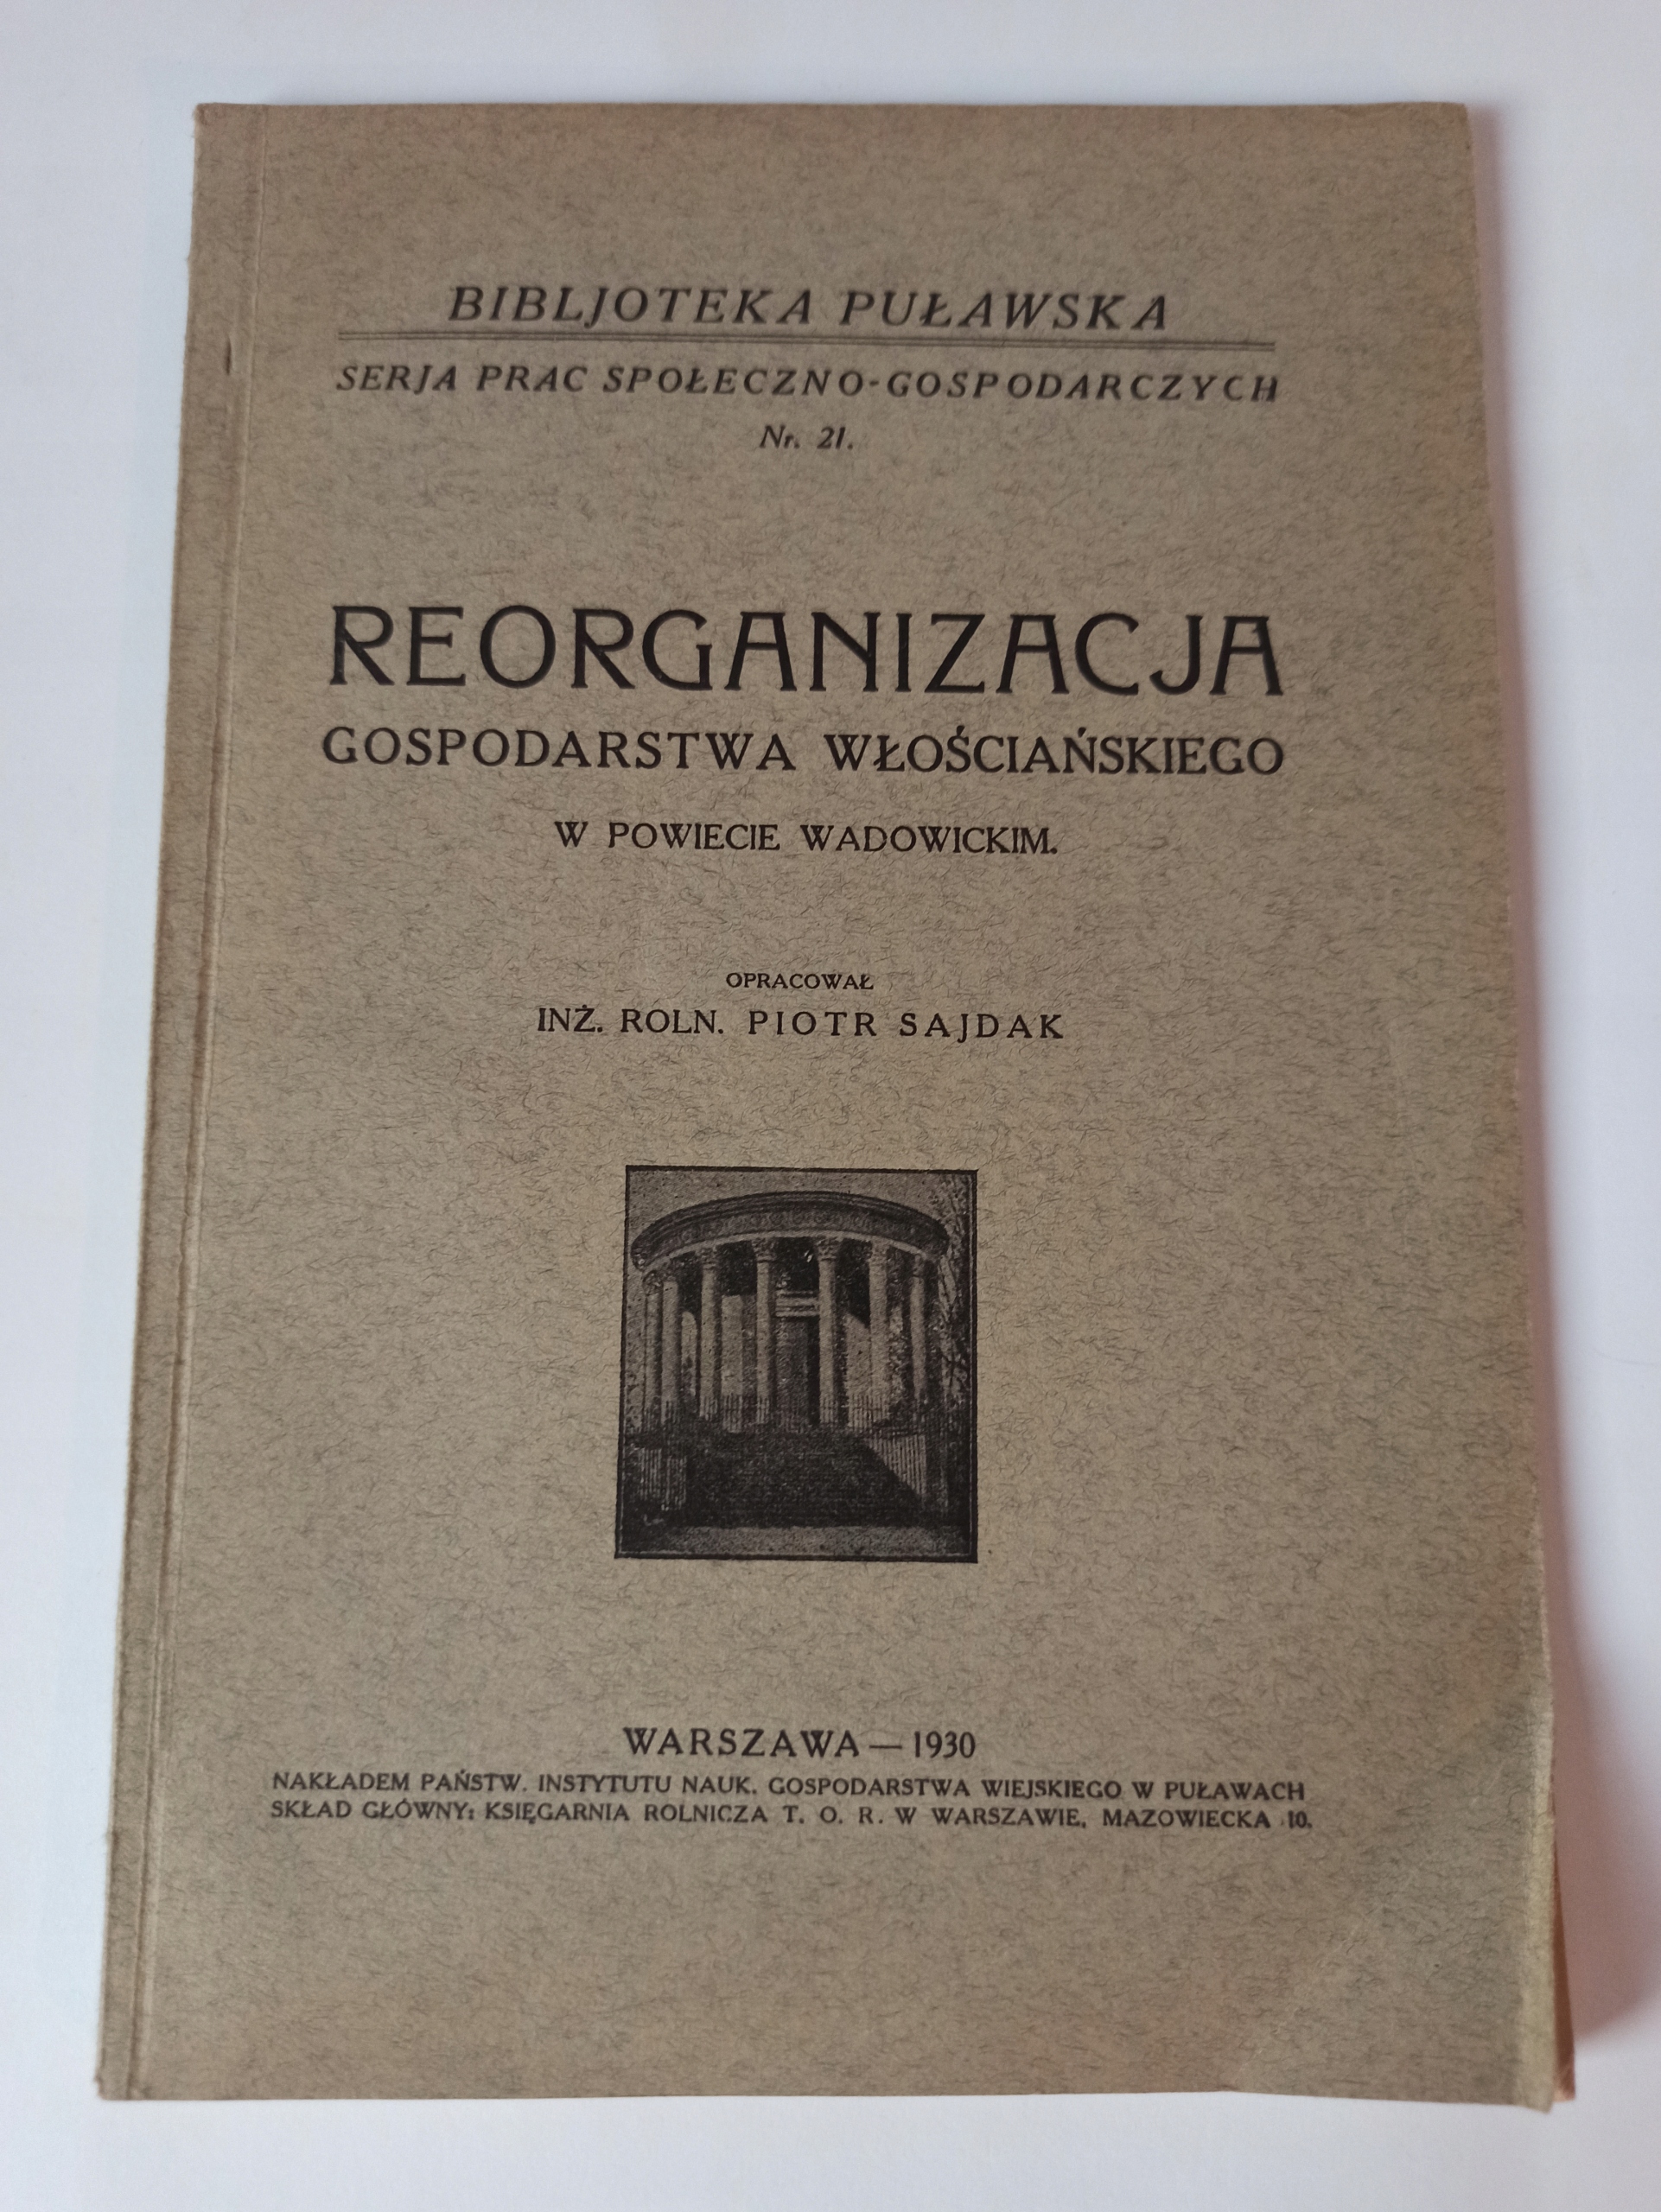 BIBLJOTEKA PUŁAWSKA
SERJA PRAC SPOŁECZNO-GOSPODARCZYCH
Nr. 21.
REORGANIZACJA
GOSPODARSTWA WŁOŚCIAŃSKIEGO
W POWIECIE WADOWICKIM.
OPRACOWAŁ
INŻ. ROLN. PIOTR SAJDAK
WARSZAWA — 1930
NAKŁADEM PAŃSTW. INSTYTUTU NAUK. GOSPODARSTWA WIEJSKIEGO W PUŁAWACH
SKŁAD GŁÓWNY: KSIĘGARNIA ROLNICZA T. O. R. W WARSZAWIE, MAZOWIECKA 10.